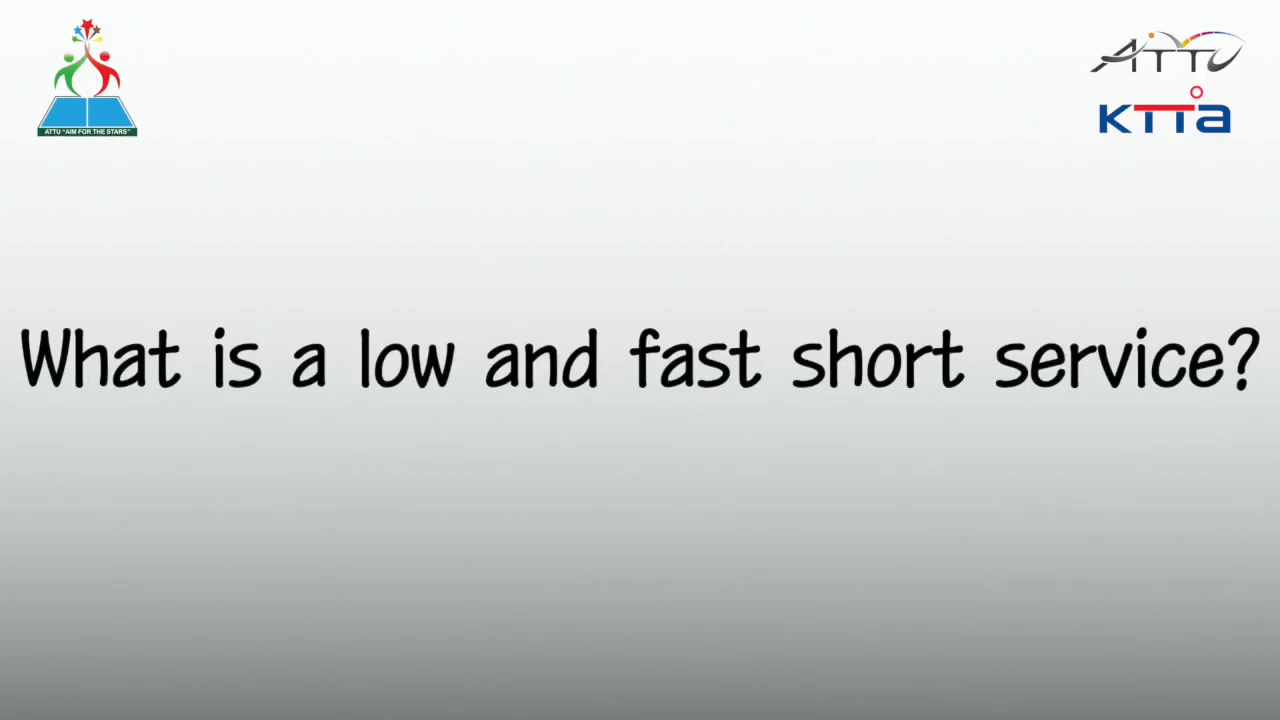 ATTU "AIM FOR THE STARS"
ATTU
KTTa
What is a low and fast short service?